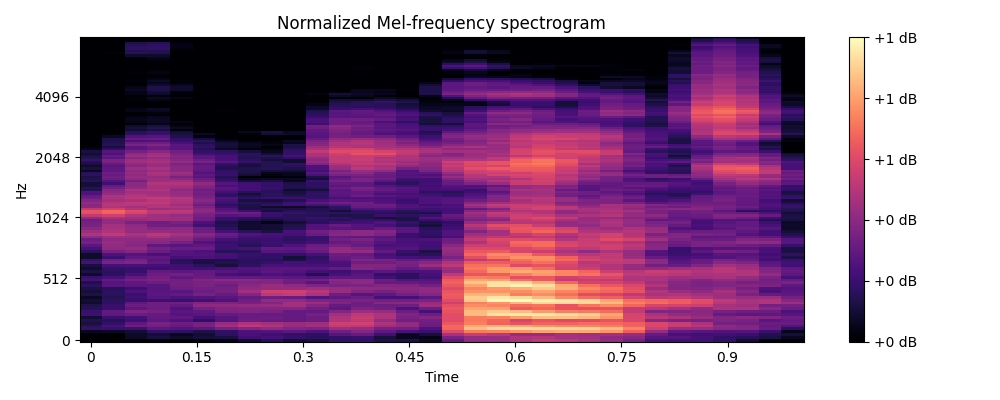 Normalized Mel-frequency spectrogram
Hz
4096
2048
1024
512
0
0 0.15 0.3 0.45 0.6 0.75 0.9
Time
+1 dB
+1 dB
+1 dB
+0 dB
+0 dB
+0 dB